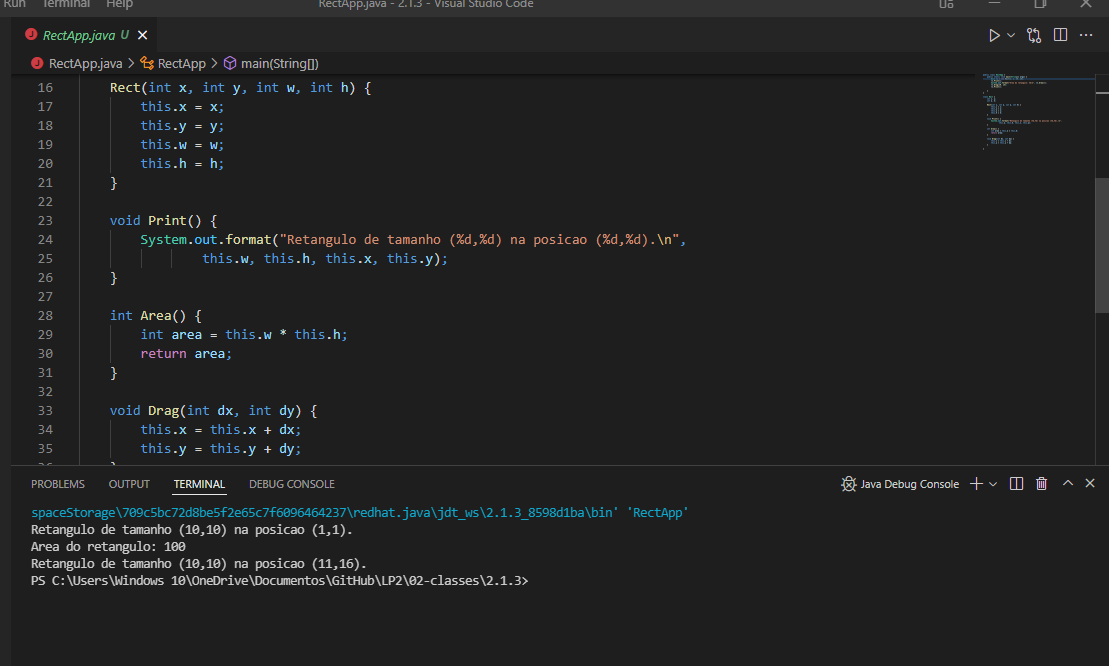 Run Terminal Help RectApp.java - 2.1.3 - Visual Studio Code
RectApp.java U
RectApp.java > RectApp > main(String[])
16 Rect(int x, int y, int w, int h) {
17 this.x = x;
18 this.y = y;
19 this.w = w;
20 this.h = h;
21 }
22
23 void Print() {
24 System.out.format("Retangulo de tamanho (%d,%d) na posicao (%d,%d).\n",
25 this.w, this.h, this.x, this.y);
26 }
27
28 int Area() {
29 int area = this.w * this.h;
30 return area;
31 }
32
33 void Drag(int dx, int dy) {
34 this.x = this.x + dx;
35 this.y = this.y + dy;
36 }
PROBLEMS OUTPUT TERMINAL DEBUG CONSOLE Java Debug Console
spaceStorage\709c5bc72d8be5f2e65c7f6096464237\redhat.java\jdt_ws\2.1.3_8598d1ba\bin' 'RectApp'
Retangulo de tamanho (10,10) na posicao (1,1).
Area do retangulo: 100
Retangulo de tamanho (10,10) na posicao (11,16).
PS C:\Users\Windows 10\OneDrive\Documentos\GitHub\LP2\02-classes\2.1.3>